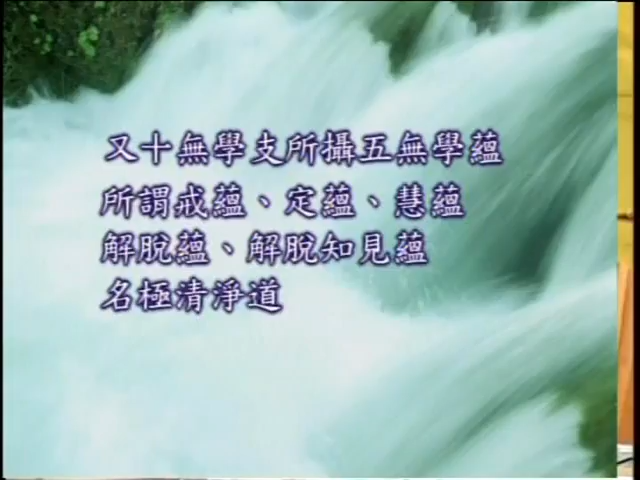 又十無學支所攝五無學蘊
所謂戒蘊、定蘊、慧蘊
解脫蘊、解脫知見蘊
名極清淨道